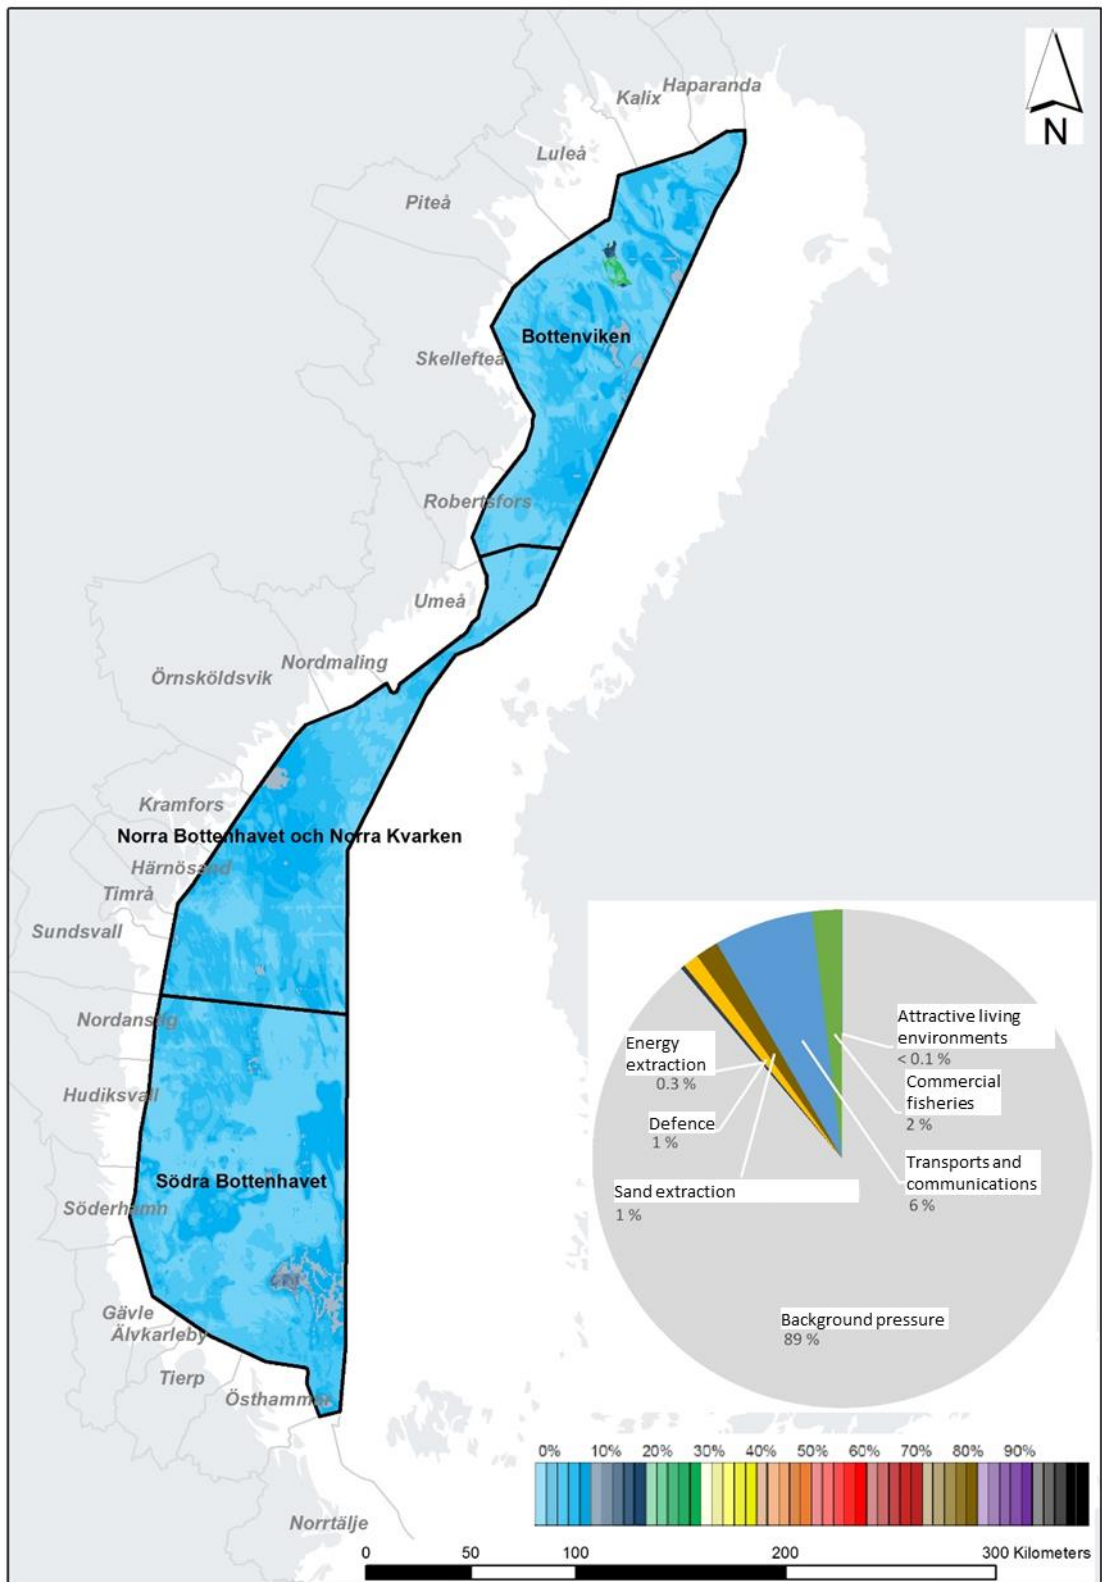 N
Haparanda
Kalix
Luleå
Piteå
Bottenviken
Skellefteå
Robertsfors
Umeå
Nordmaling
Örnsköldsvik
Kramfors
Norra Bottenhavet och Norra Kvarken
Härnösand
Timrå
Sundsvall
Nordanstig
Hudiksvall
Södra Bottenhavet
Söderhamn
Gävle
Älvkarleby
Tierp
Östhammar
Norrtälje
Attractive living
environments
< 0.1 %
Energy
extraction
0.3 %
Commercial
fisheries
2 %
Defence
1 %
Transports and
communications
6 %
Sand extraction
1 %
Background pressure
89 %
0% 10% 20% 30% 40% 50% 60% 70% 80% 90%
0 50 100 200 300 Kilometers